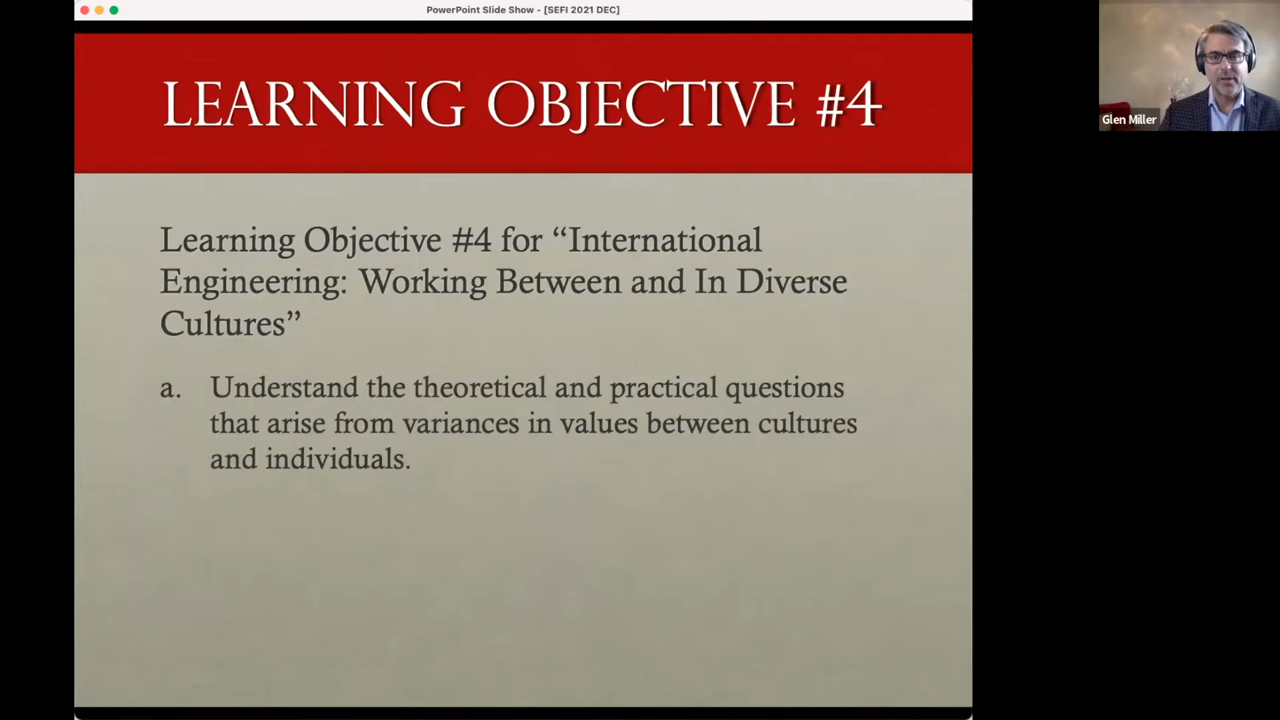 PowerPoint Slide Show - [SEFI 2021 DEC]
LEARNING OBJECTIVE #4
Learning Objective #4 for “International
Engineering: Working Between and In Diverse
Cultures”
a. Understand the theoretical and practical questions
that arise from variances in values between cultures
and individuals.
Glen Miller